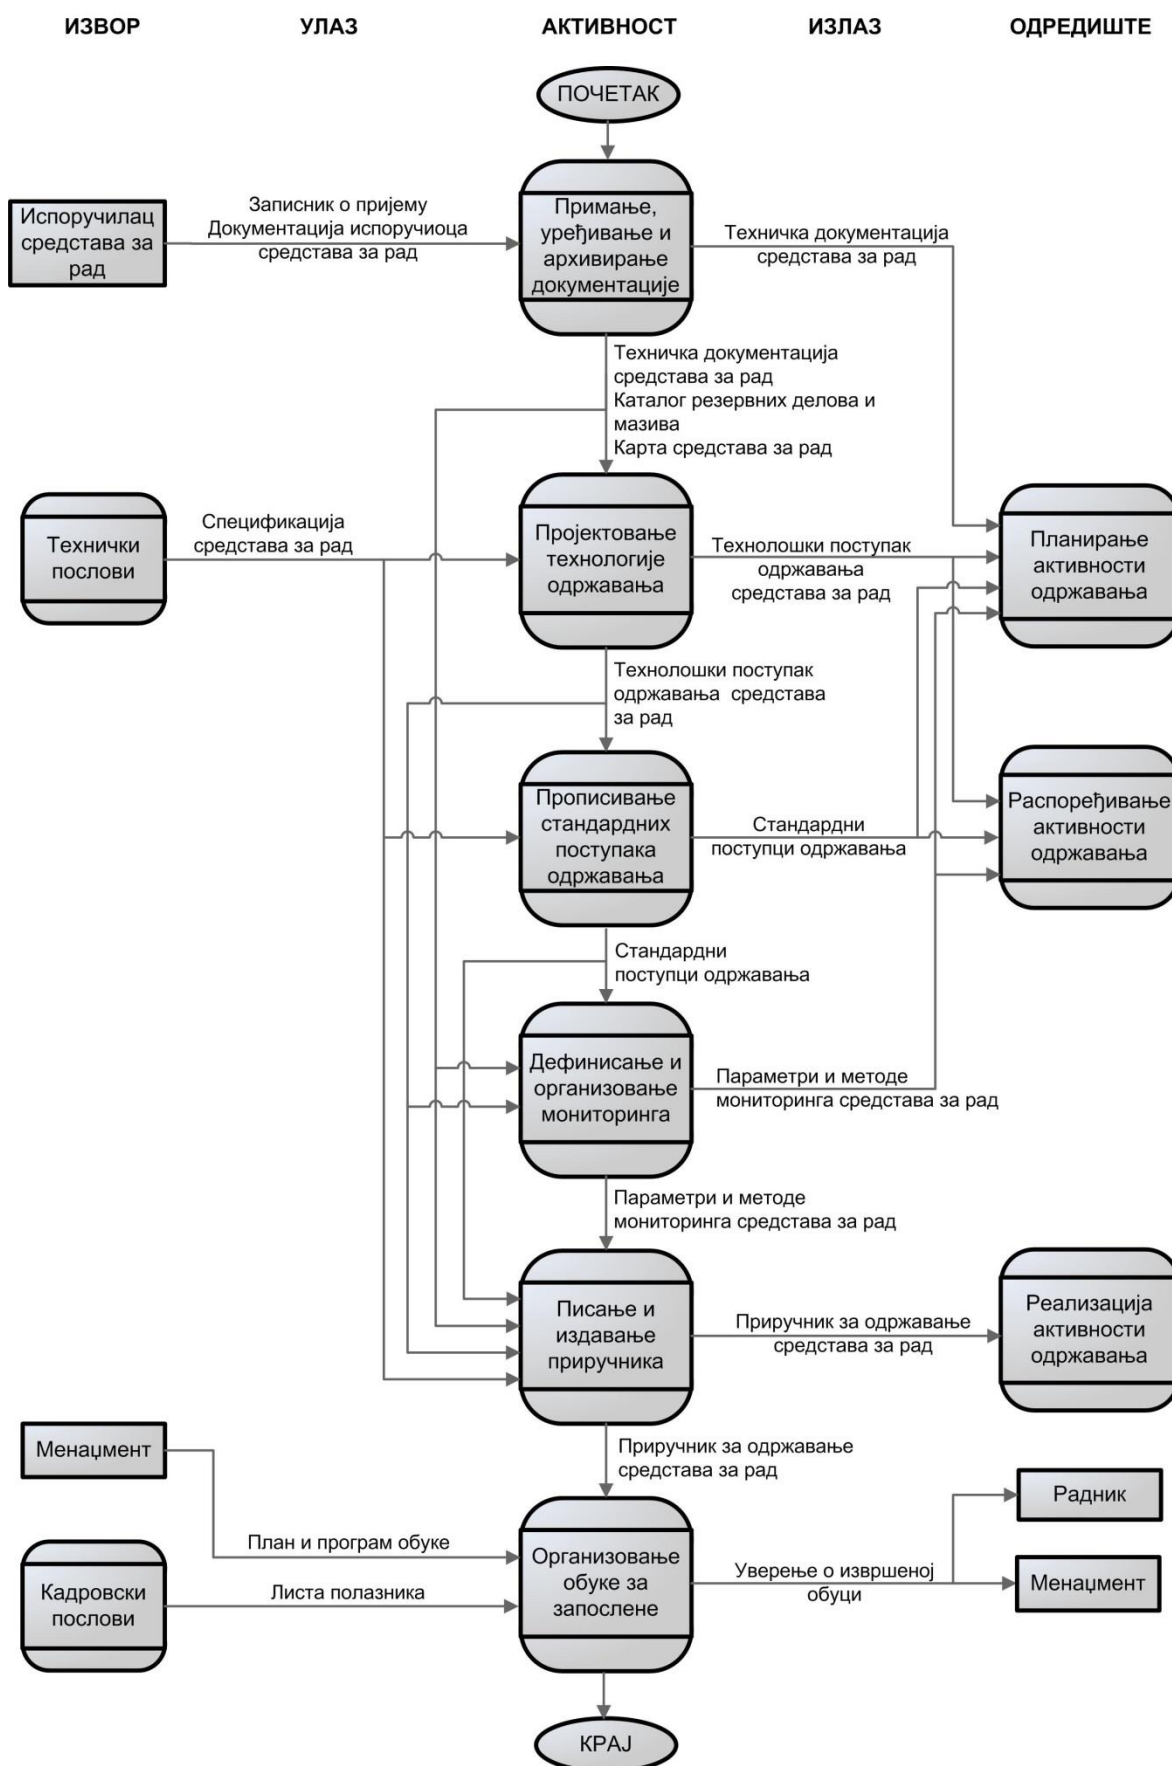 ИЗВОР
УЛАЗ
АКТИВНОСТ
ИЗЛАЗ
ОДРЕДИШТЕ
ПОЧЕТАК
Испоручилац
средстава за
рад
Записник о пријему
Документација испоручиоца
средстава за рад
Примање,
уређивање и
архивирање
документације
Техничка документација
средстава за рад
Техничка документација
средстава за рад
Каталог резервних делова и
мазива
Карта средстава за рад
Технички
послови
Спецификација
средстава за рад
Пројектовање
технологије
одржавања
Технолошки поступак
одржавања
средстава за рад
Планирање
активности
одржавања
Технолошки поступак
одржавања средстава
за рад
Прописивање
стандардних
поступака
одржавања
Стандардни
поступци одржавања
Распоређивање
активности
одржавања
Стандардни
поступци одржавања
Дефинисање и
организовање
мониторинга
Параметри и методе
мониторинга средстава за рад
Параметри и методе
мониторинга средстава за рад
Писање и
издавање
приручника
Приручник за одржавање
средстава за рад
Реализација
активности
одржавања
Приручник за одржавање
средстава за рад
Менаџмент
План и програм обуке
Кадровски
послови
Листа полазника
Организовање
обуке за
запослене
Уверење о извршеној
обуци
Радник
Менаџмент
КРАЈ